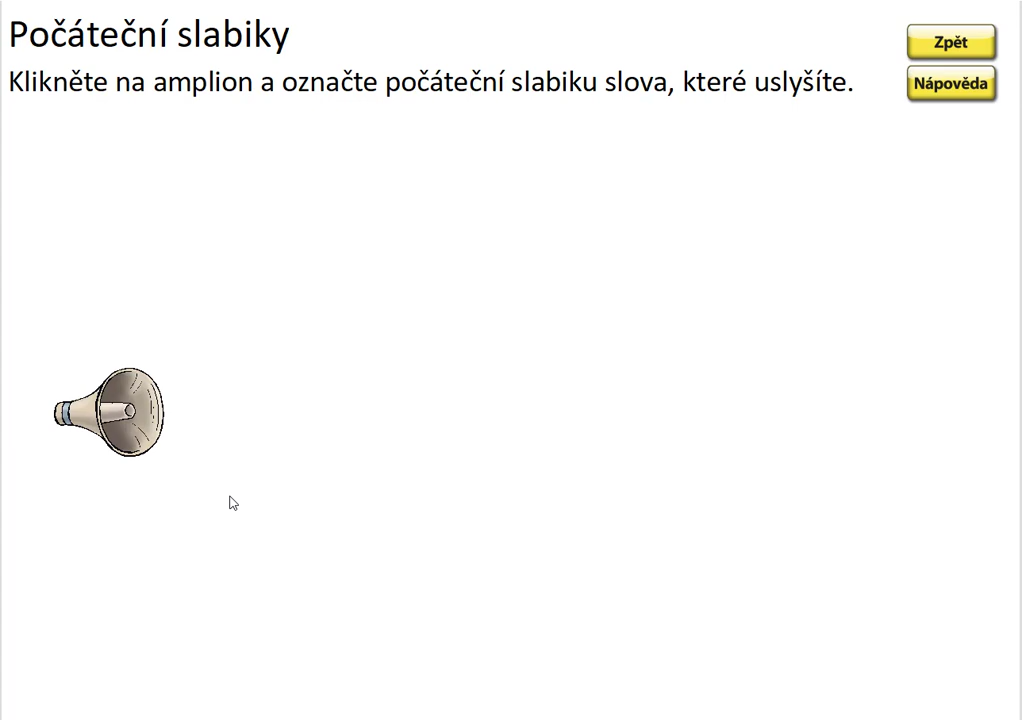 Počáteční slabiky
Zpět
Klikněte na amplion a označte počáteční slabiku slova, které uslyšíte.
Nápověda